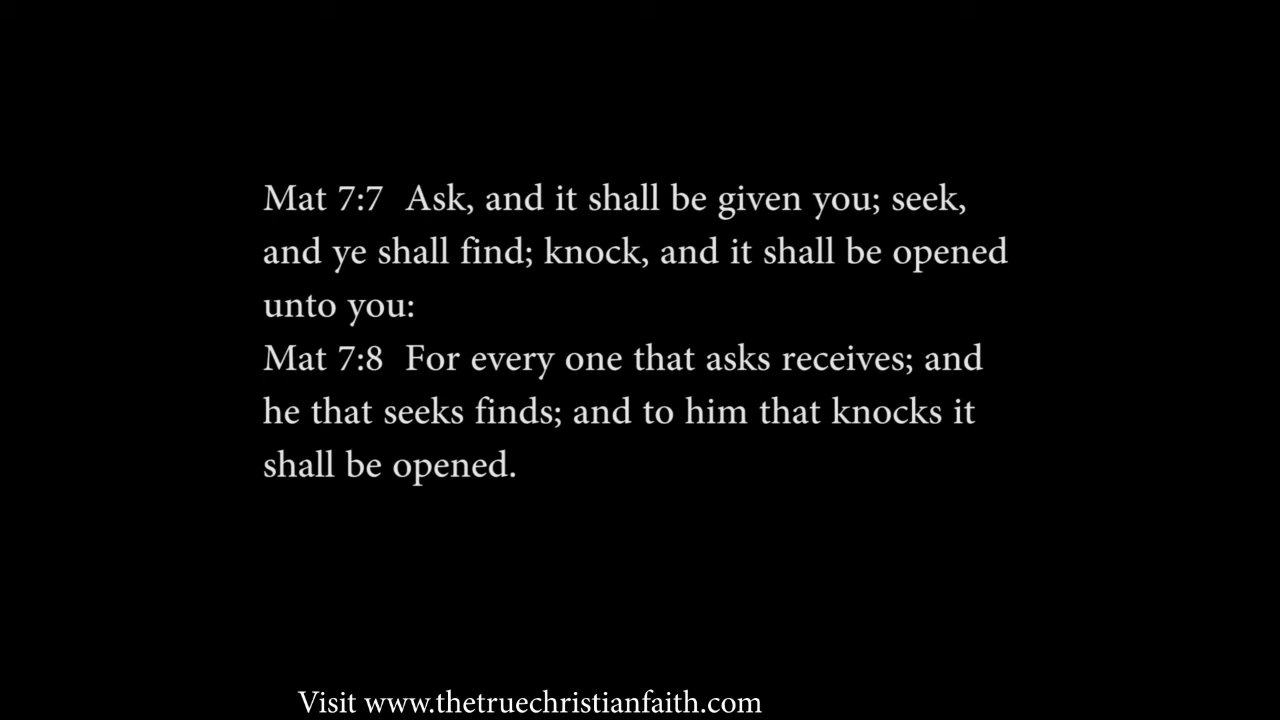 Mat 7:7  Ask, and it shall be given you; seek,
and ye shall find; knock, and it shall be opened
unto you:
Mat 7:8  For every one that asks receives; and
he that seeks finds; and to him that knocks it
shall be opened.
Visit www.thetruechristianfaith.com